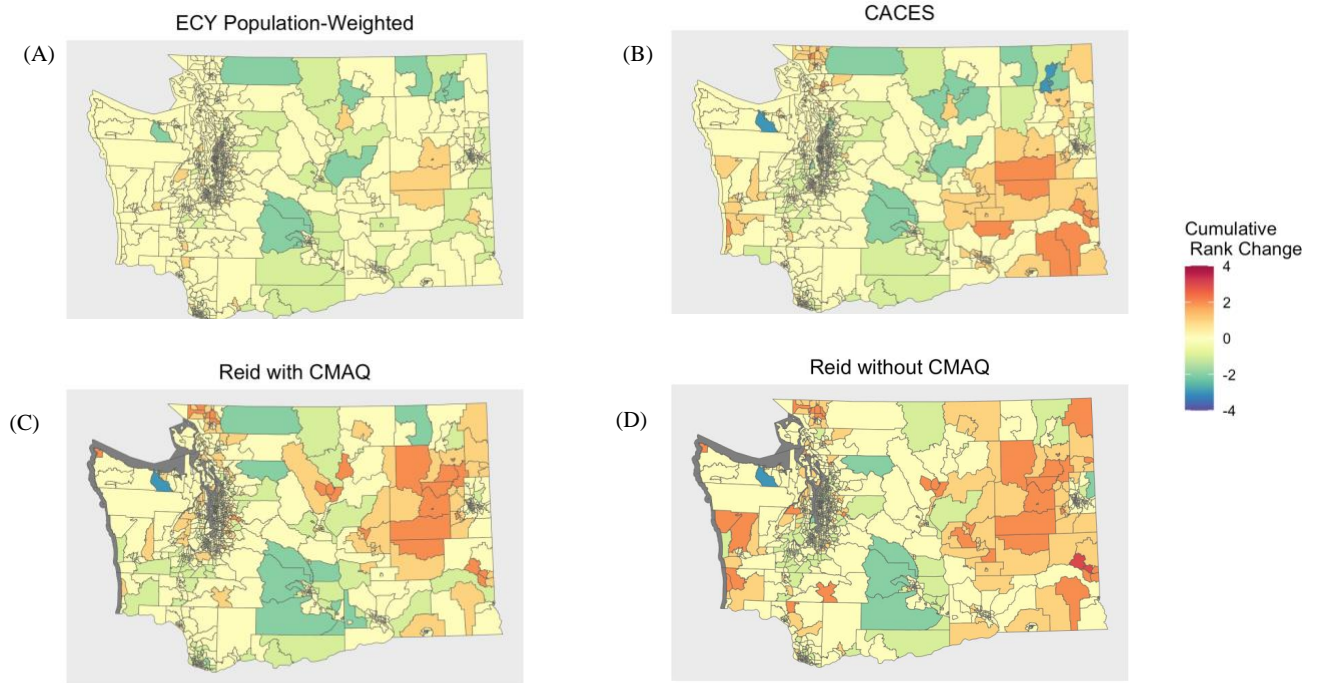 ECY Population-Weighted
CACES
(A)
(B)
Cumulative
Rank Change
4
2
0
-2
-4
Reid with CMAQ
Reid without CMAQ
(C)
(D)